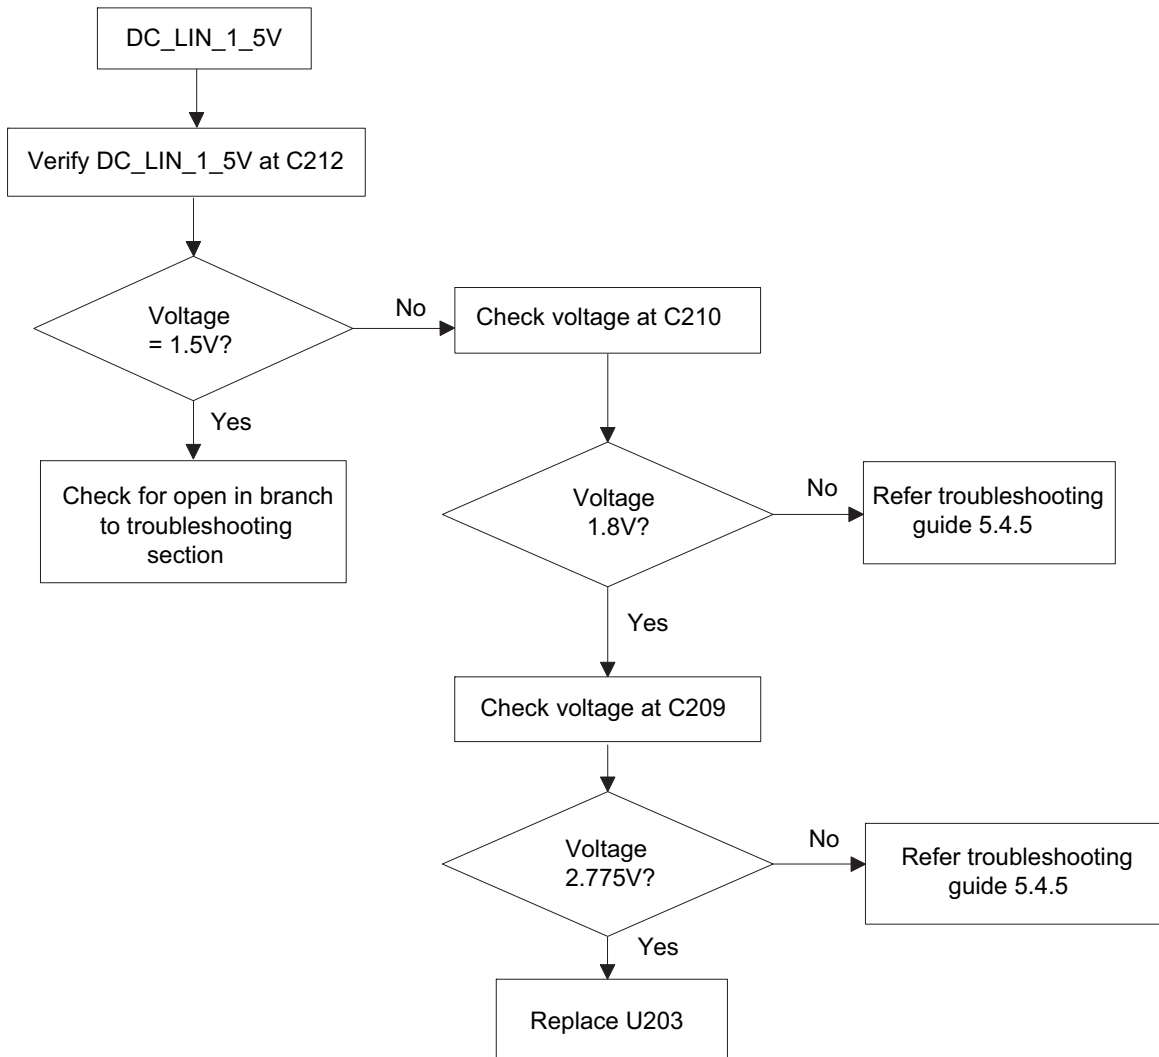 DC_LIN_1_5V
Verify DC_LIN_1_5V at C212
Voltage
= 1.5V?
No
Check voltage at C210
Yes
Check for open in branch
to troubleshooting
section
Voltage
1.8V?
No
Refer troubleshooting
guide 5.4.5
Yes
Check voltage at C209
Voltage
2.775V?
No
Refer troubleshooting
guide 5.4.5
Yes
Replace U203